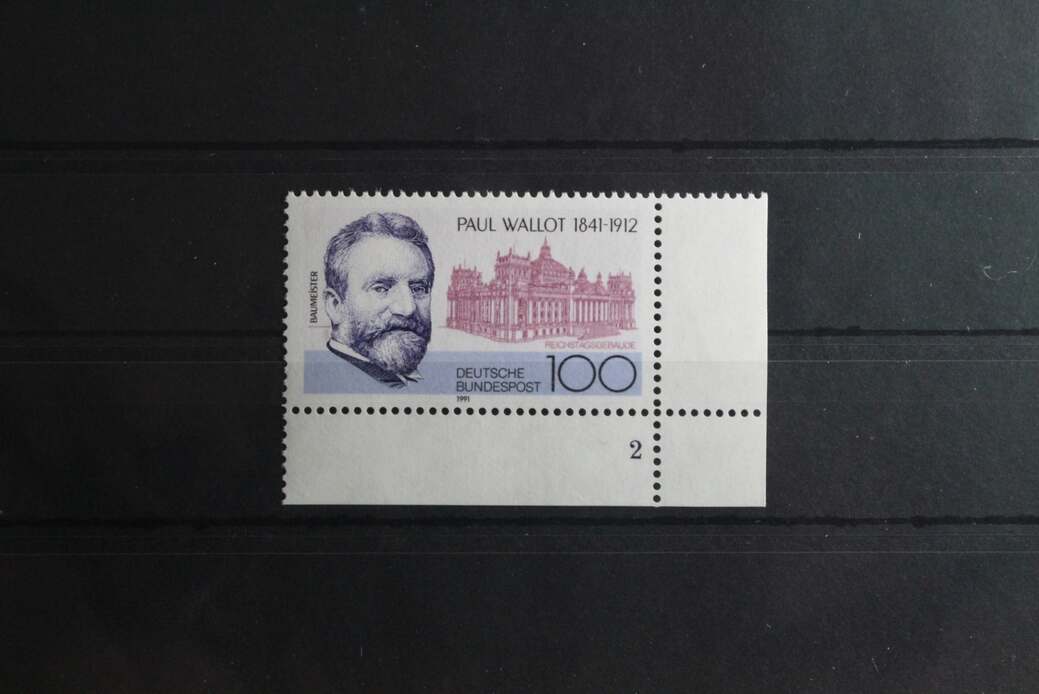 PAUL WALLOT 1841-1912
BAUMEISTER
REICHSTAGSGEBÄUDE
DEUTSCHE
BUNDESPOST 100
1991
2